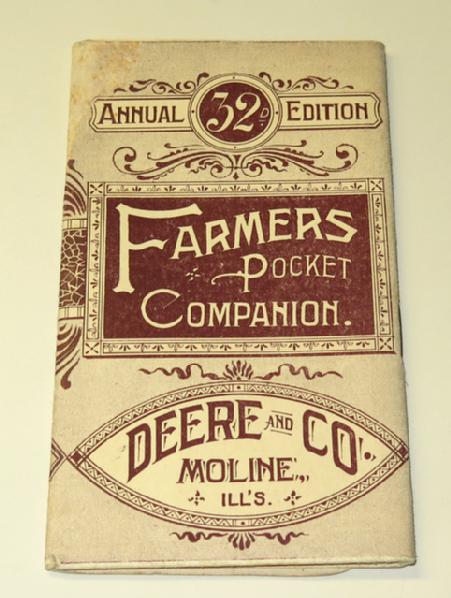 ANNUAL 32D. EDITION
FARMERS
POCKET
COMPANION.
DEERE AND CO.,
MOLINE,
ILL'S.